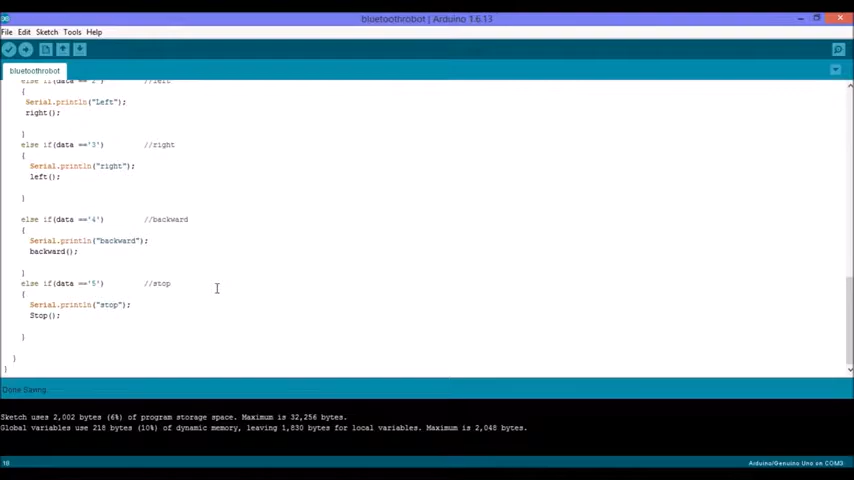 bluetoothrobot | Arduino 1.6.13
File Edit Sketch Tools Help
bluetoothrobot
else if(data =='2') //left
{
Serial.println("Left");
right();
}
else if(data =='3') //right
{
Serial.println("right");
left();
}
else if(data =='4') //backward
{
Serial.println("backward");
backward();
}
else if(data =='5') //stop
{
Serial.println("stop");
Stop();
}
}
}
Done Saving.
Sketch uses 2,002 bytes (6%) of program storage space. Maximum is 32,256 bytes.
Global variables use 218 bytes (10%) of dynamic memory, leaving 1,830 bytes for local variables. Maximum is 2,048 bytes.
18 Arduino/Genuino Uno on COM3